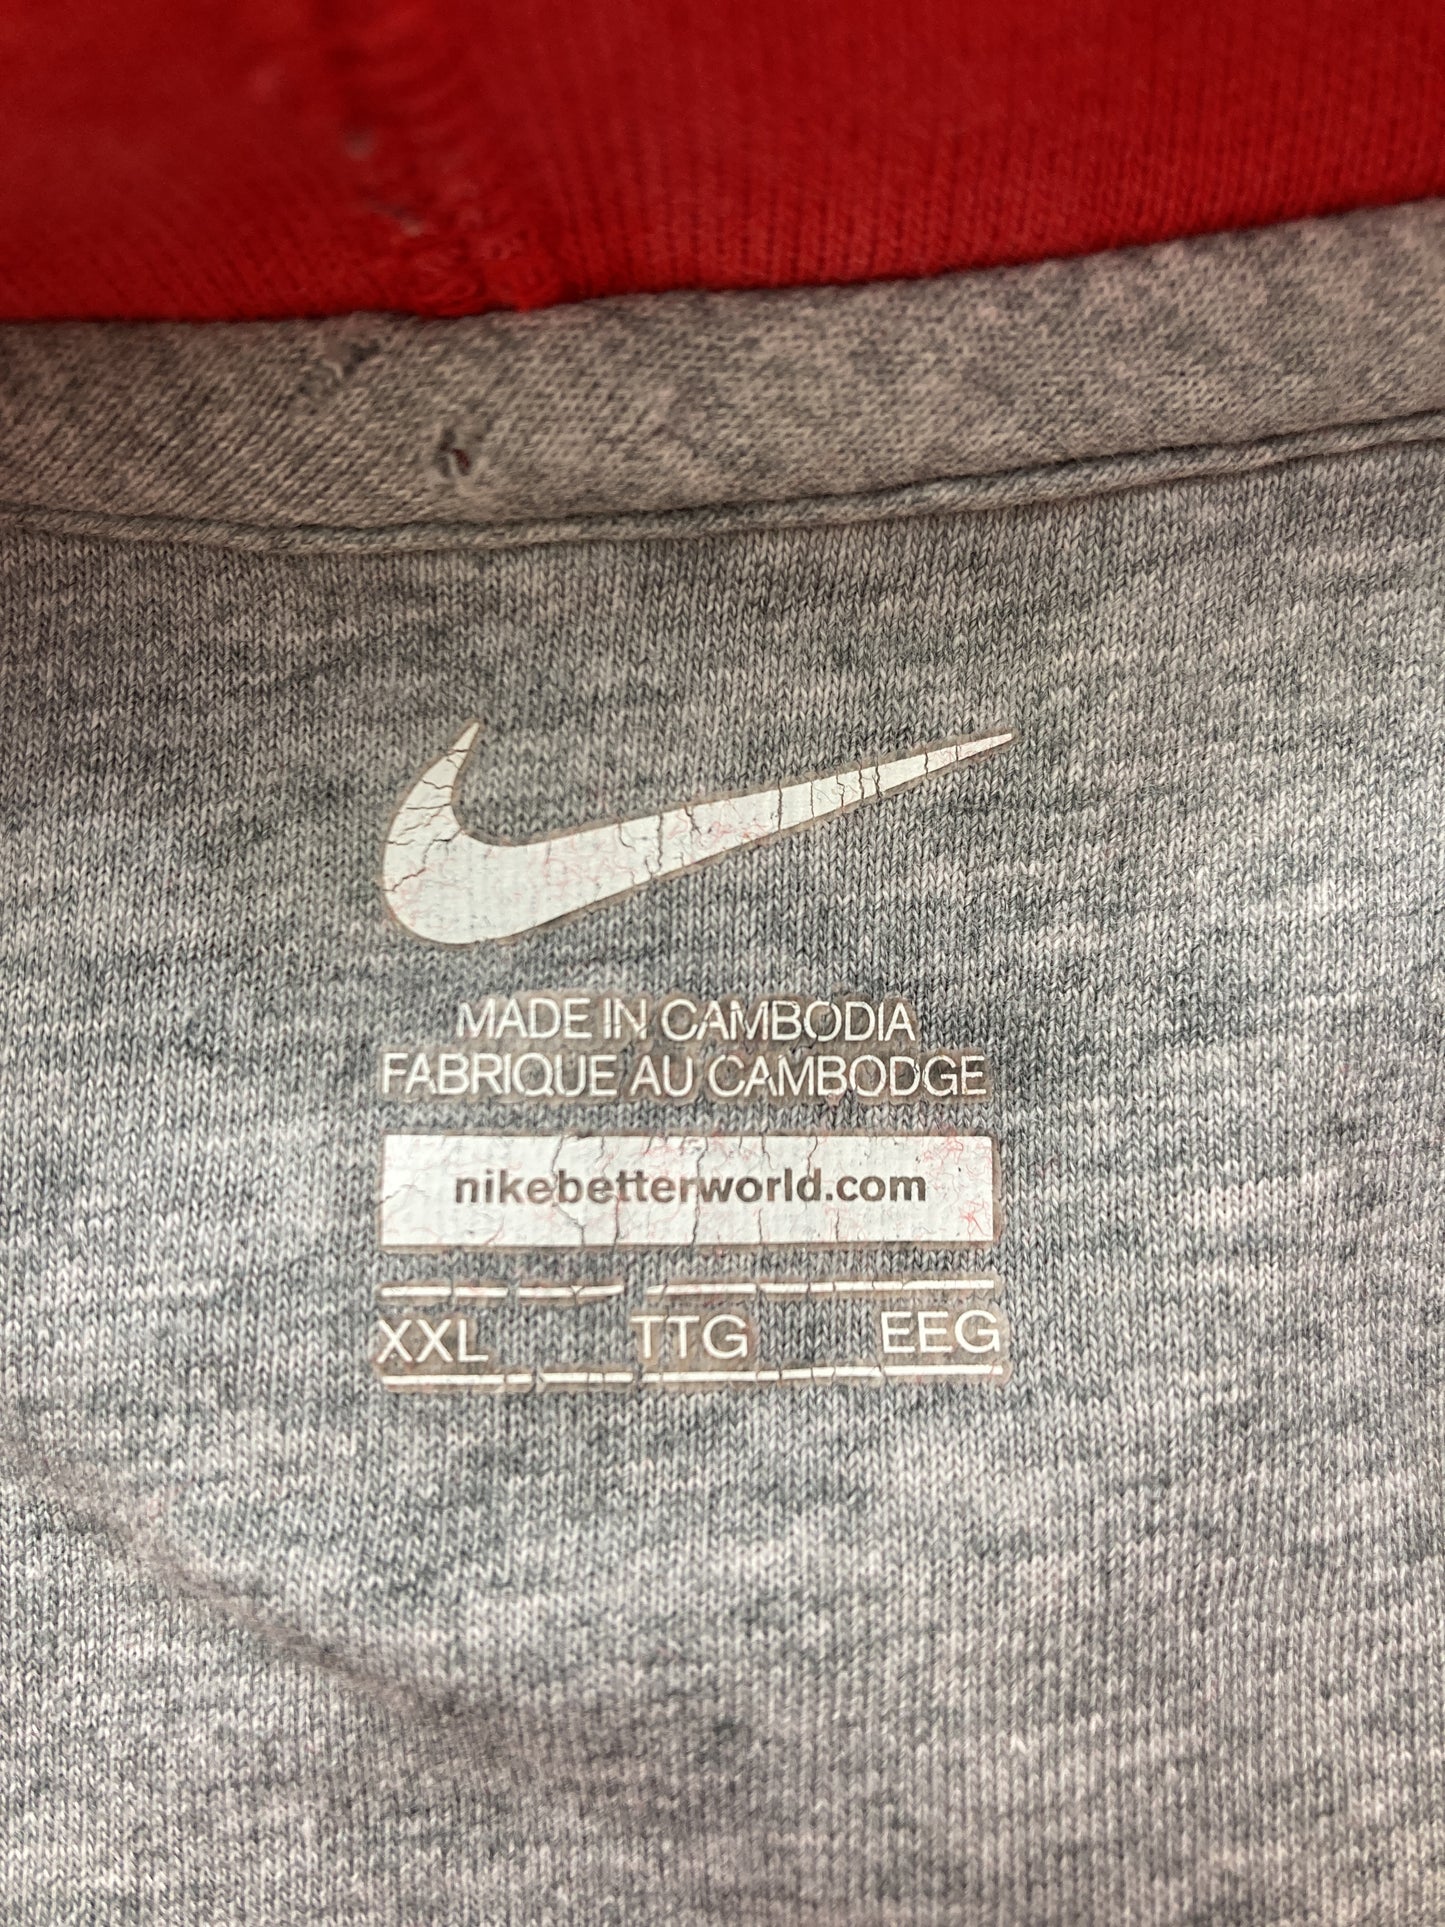 MADE IN CAMBODIA
FABRIQUE AU CAMBODGE
nikebetterworld.com
XXL TTG EEG